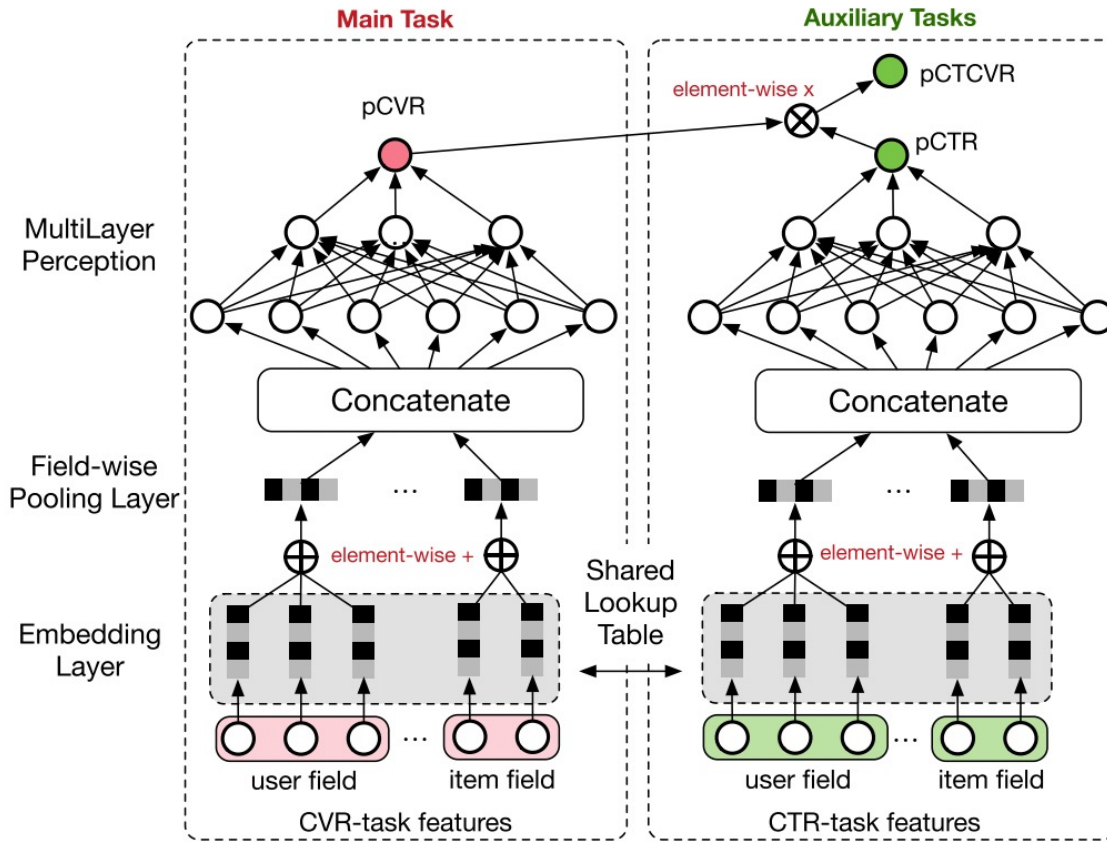 Main Task
Auxiliary Tasks
pCTCVR
element-wise x
pCVR
pCTR
MultiLayer
Perception
...
Concatenate
Concatenate
Field-wise
Pooling Layer
...
...
element-wise +
element-wise +
Shared
Lookup
Table
Embedding
Layer
...
...
user field
item field
user field
item field
CVR-task features
CTR-task features